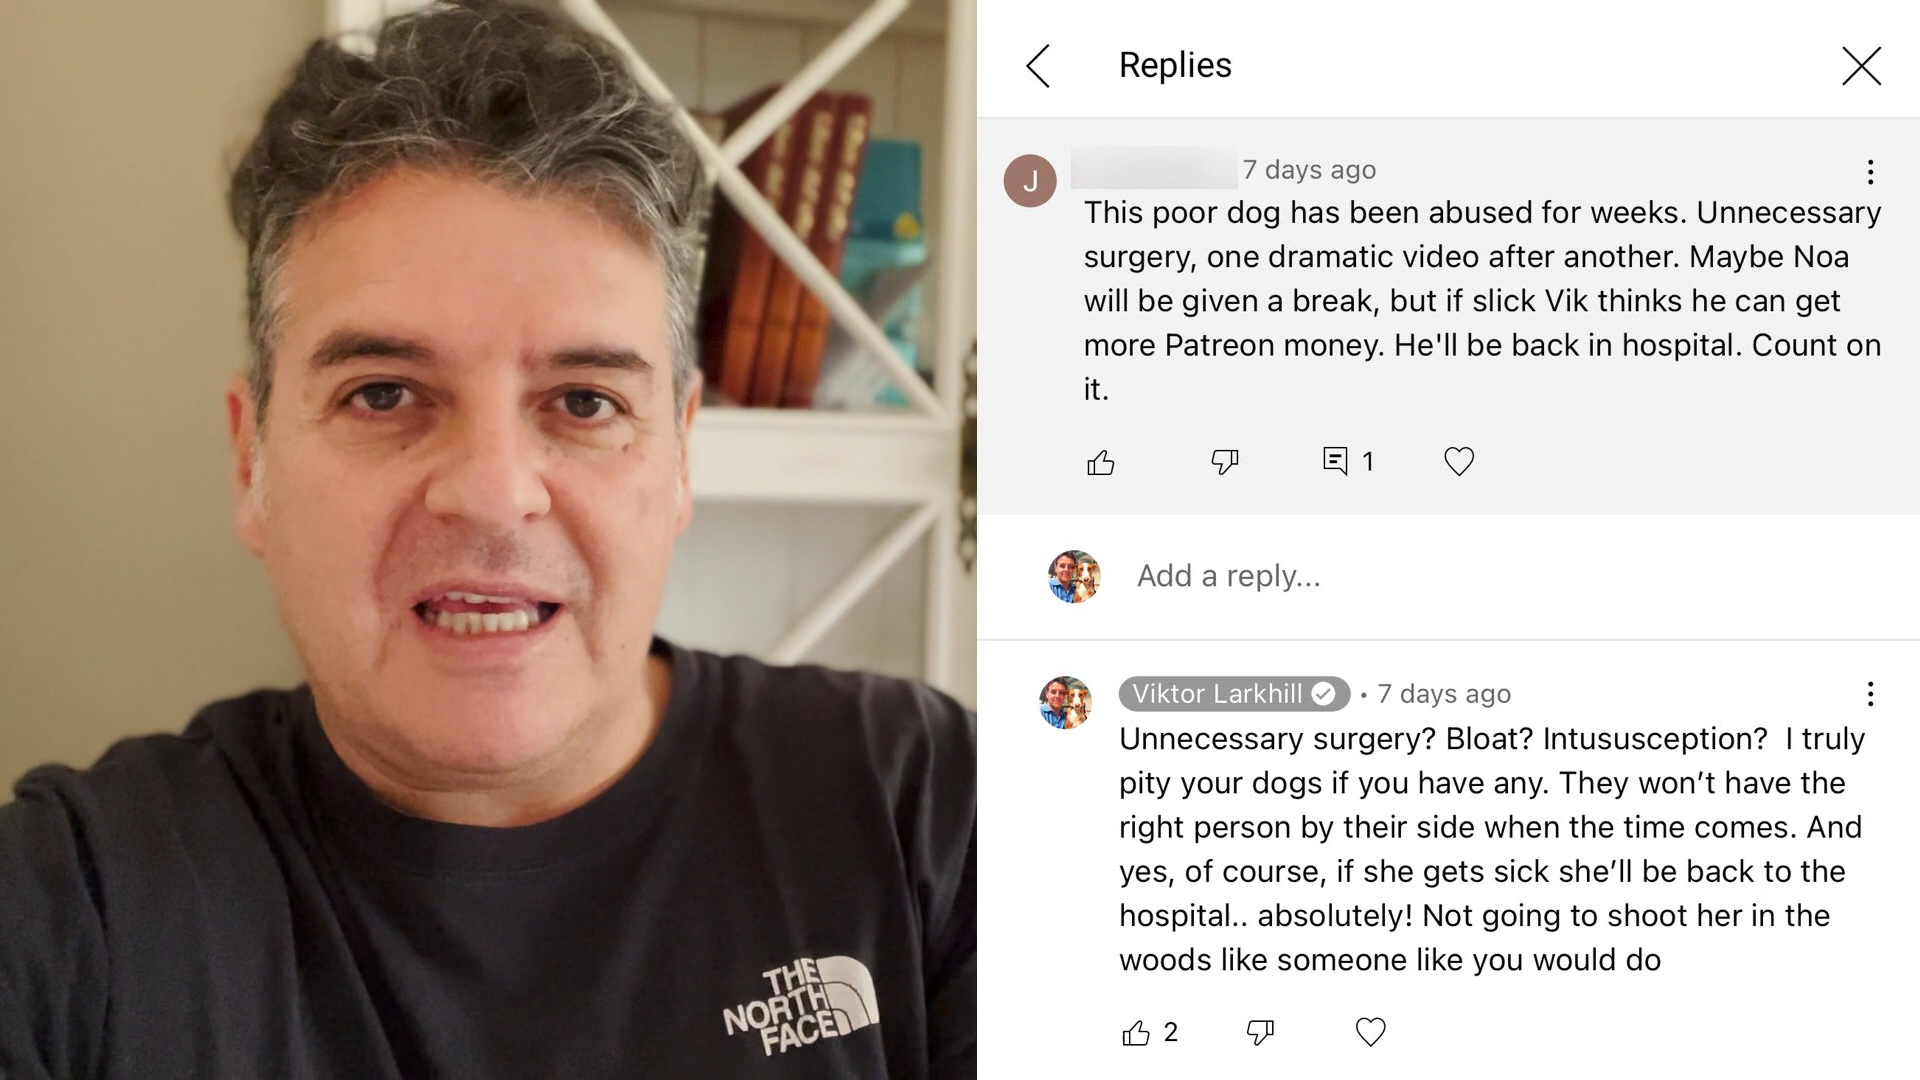 Replies
J
7 days ago
This poor dog has been abused for weeks. Unnecessary
surgery, one dramatic video after another. Maybe Noa
will be given a break, but if slick Vik thinks he can get
more Patreon money. He'll be back in hospital. Count on
it.
1
Add a reply...
Viktor Larkhill • 7 days ago
Unnecessary surgery? Bloat? Intususception?  I truly
pity your dogs if you have any. They won’t have the
right person by their side when the time comes. And
yes, of course, if she gets sick she’ll be back to the
hospital.. absolutely! Not going to shoot her in the
woods like someone like you would do
2
THE
NORTH
FACE